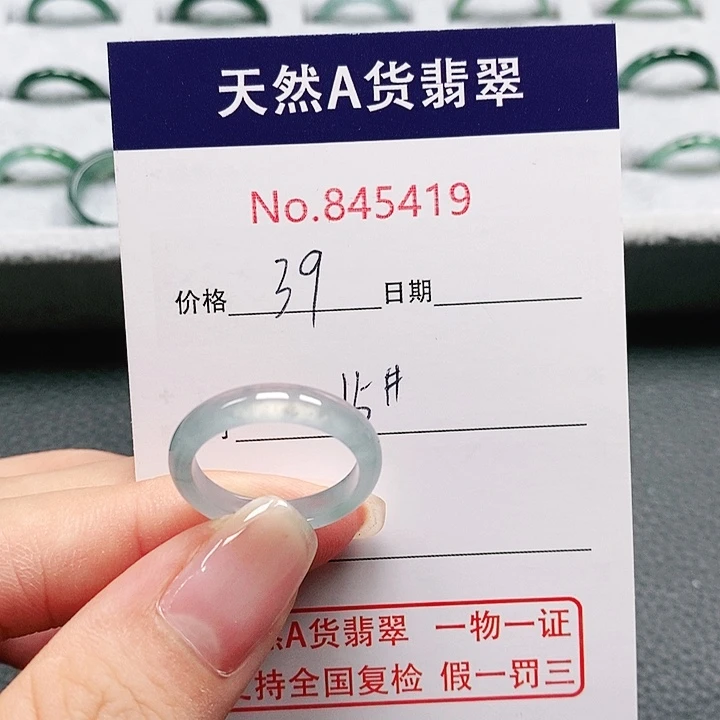 天然A货翡翠
No.845419
价格 39 日期
15#
A货翡翠 一物一证
持全国复检 假一罚三